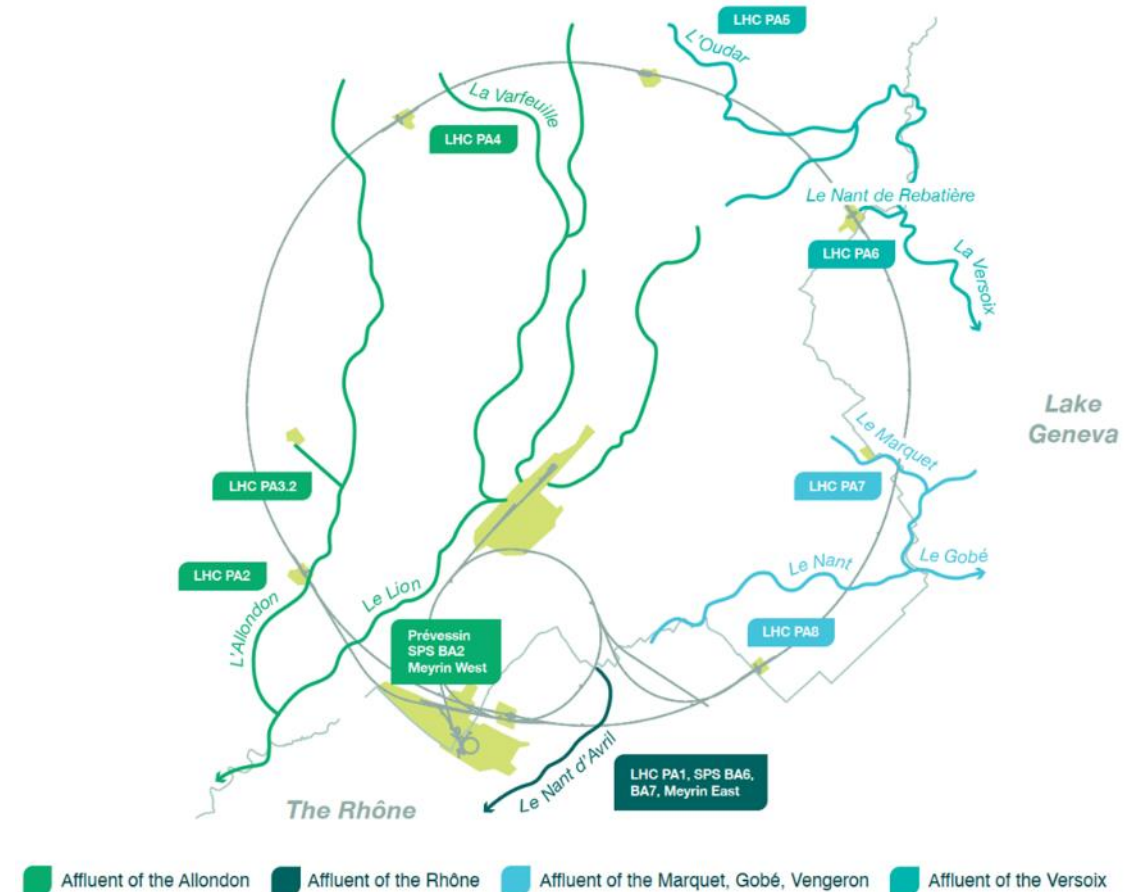 LHC PA5
L'Oudar
La Varfeuille
LHC PA4
Le Nant de Rebatière
LHC PA6
La Versoix
Lake
Geneva
Le Marquet
LHC PA3.2
LHC PA7
Le Nant
Le Gobé
LHC PA2
Le Lion
L'Allondon
Prévessin
SPS BA2
Meyrin West
LHC PA8
Le Nant d'Avril
LHC PA1, SPS BA6,
BA7, Meyrin East
The Rhône
Affluent of the Allondon
Affluent of the Rhône
Affluent of the Marquet, Gobé, Vengeron
Affluent of the Versoix